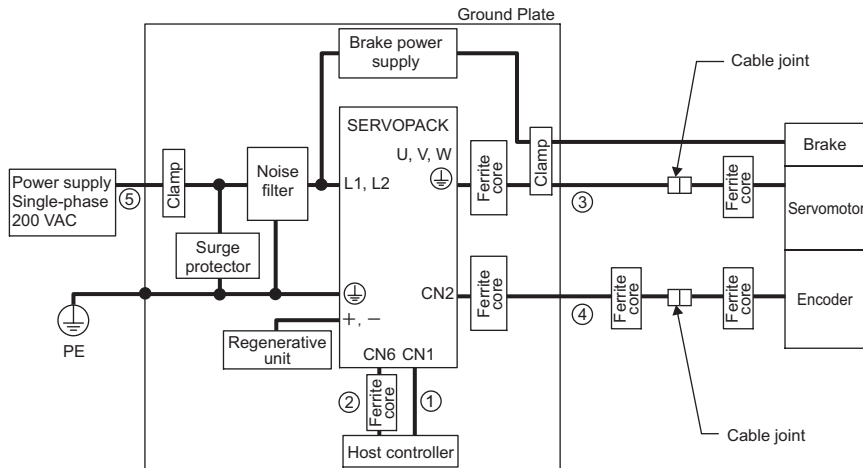 Ground Plate
Brake power
supply
Cable joint
SERVOPACK
U, V, W
Brake
Power supply
Single-phase
200 VAC
⑤
Clamp
Noise
filter
L1, L2
Ferrite
core
Clamp
③
Ferrite
core
Servomotor
Surge
protector
PE
CN2
Ferrite
core
④
Ferrite
core
Ferrite
core
Encoder
+, −
Regenerative
unit
CN6 CN1
②
Ferrite
core
①
Host controller
Cable joint